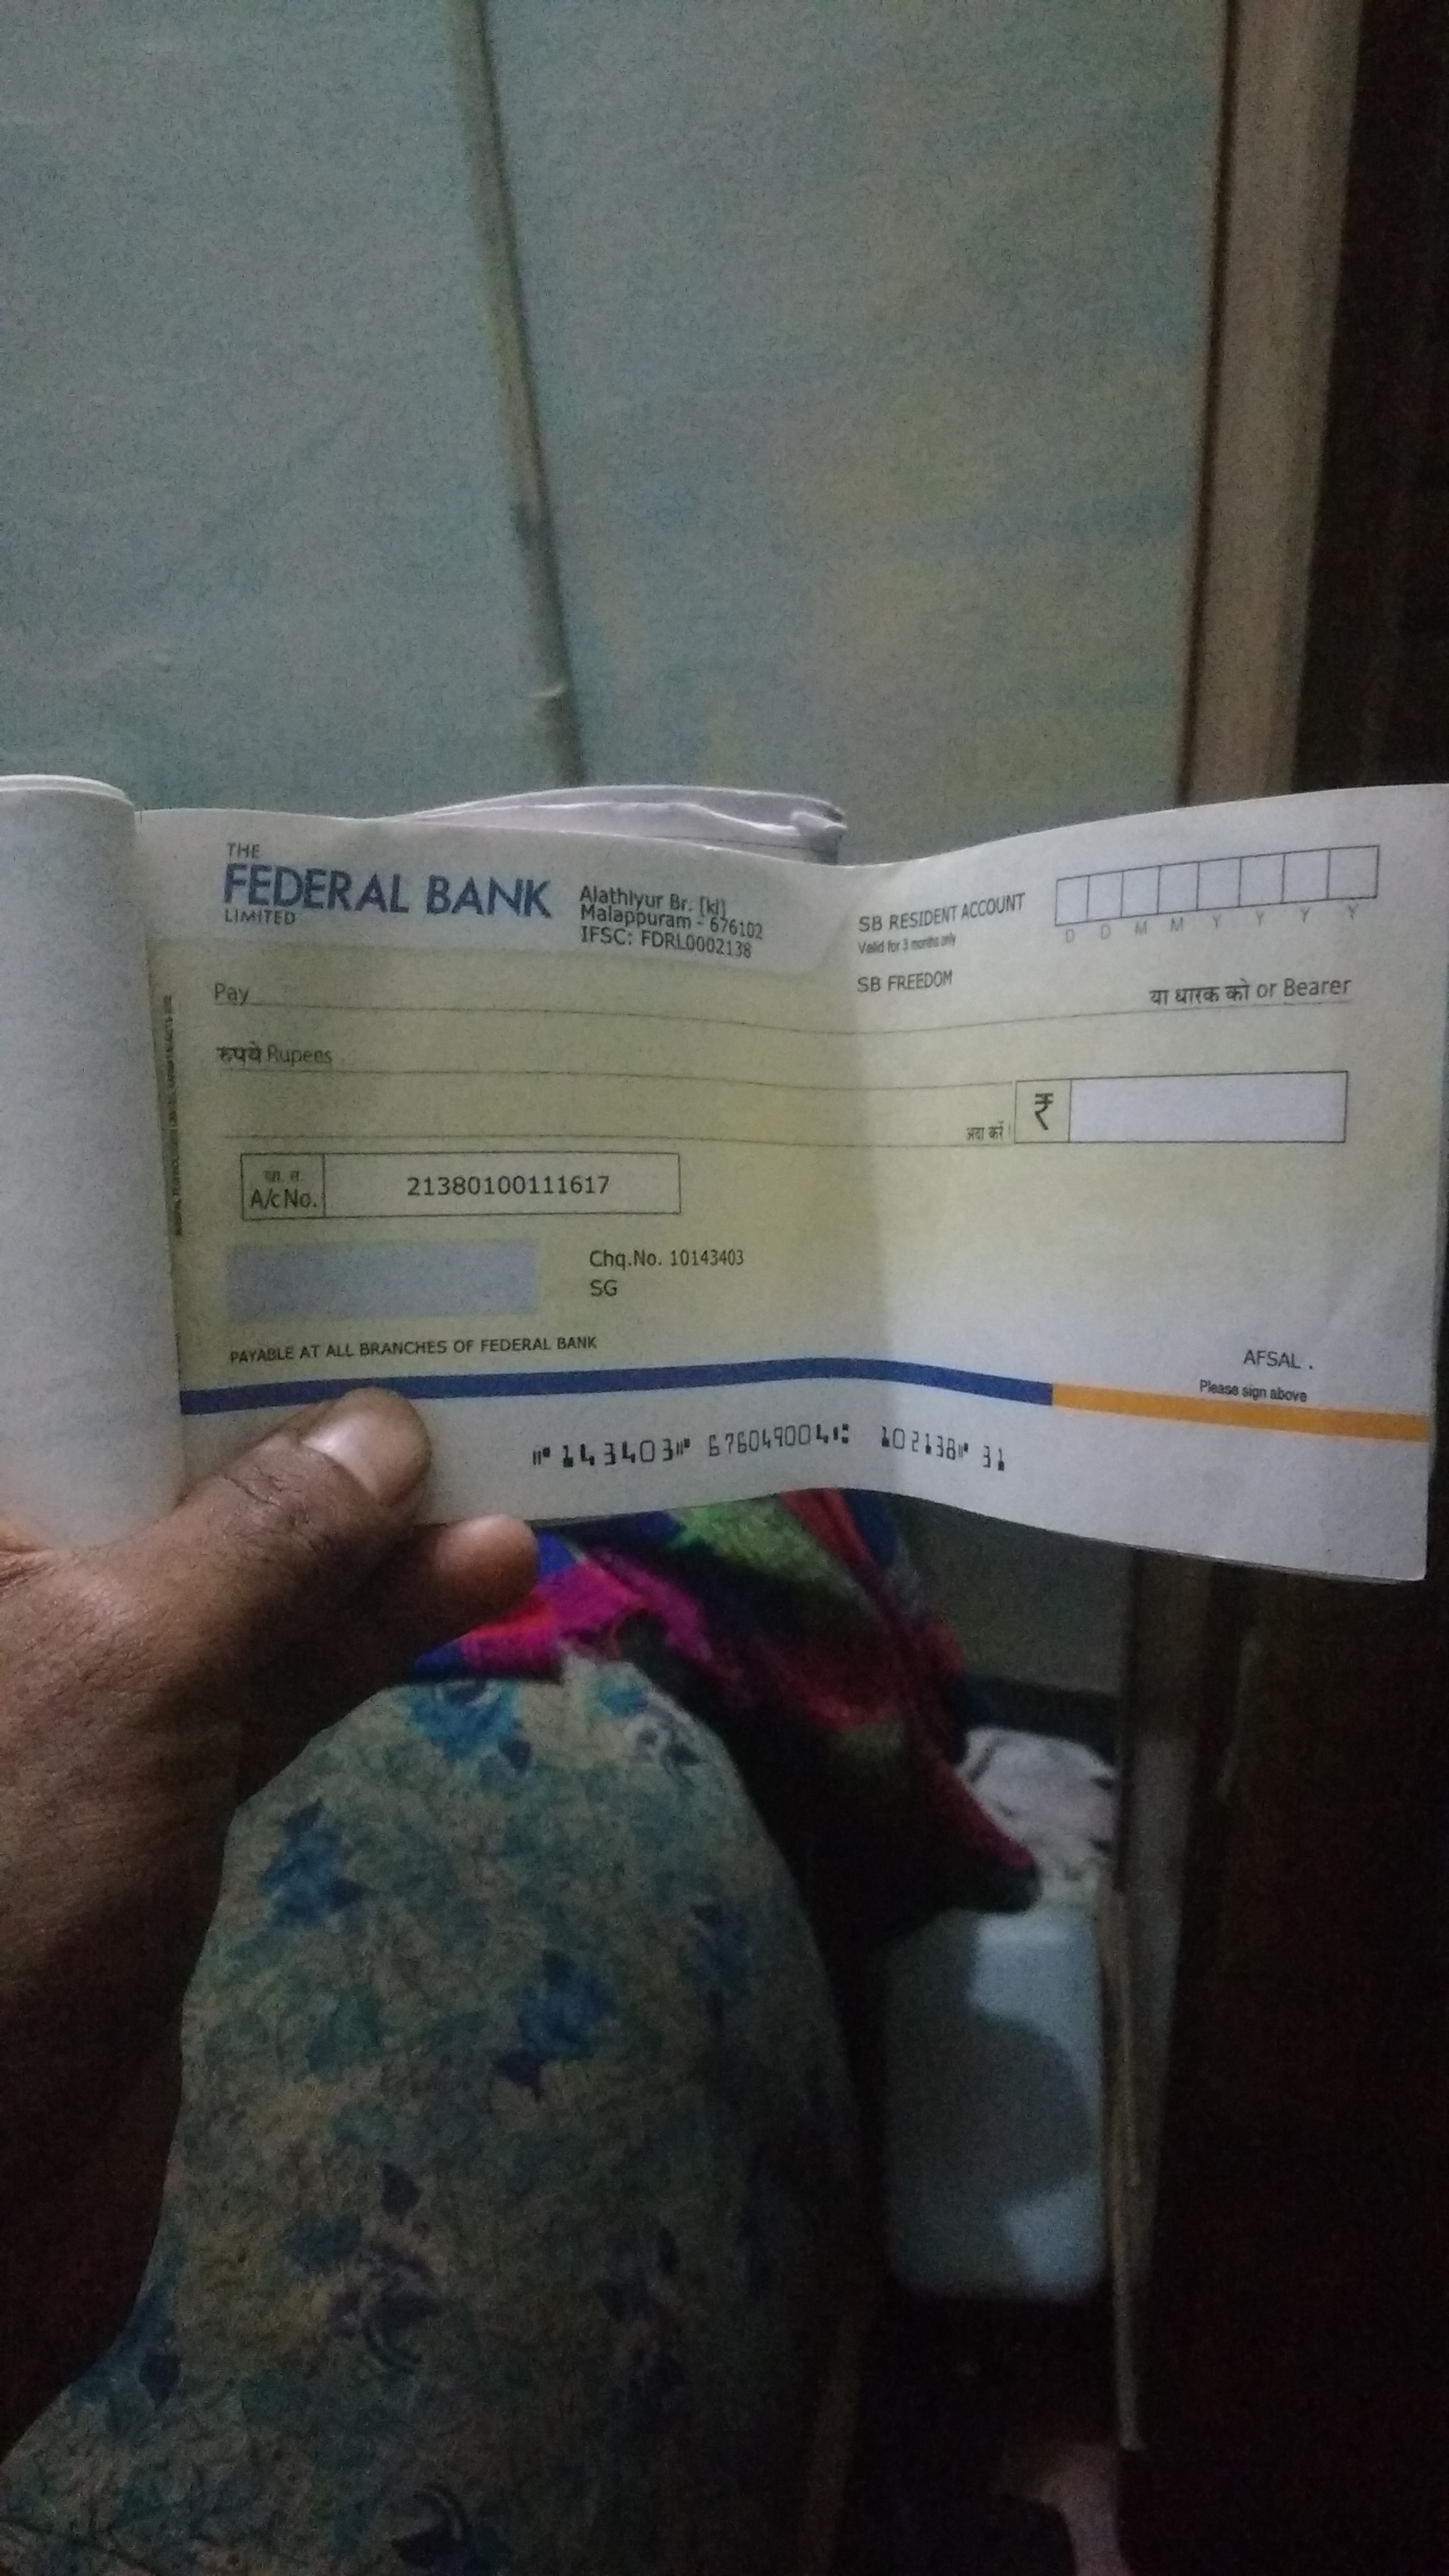 THE
FEDERAL BANK
LIMITED
Alathiyur Br. [kl]
Malappuram - 676102
IFSC: FDRL0002138
SB RESIDENT ACCOUNT
Valid for 3 months only
SB FREEDOM
D D M M Y Y Y Y
Pay
या धारक को or Bearer
रुपये Rupees
अदा करें
₹
A/c No.
21380100111617
Chq.No. 10143403
SG
PAYABLE AT ALL BRANCHES OF FEDERAL BANK
AFSAL .
Please sign above
⑈143403⑈ 676049004⑆ 102138⑈ 31